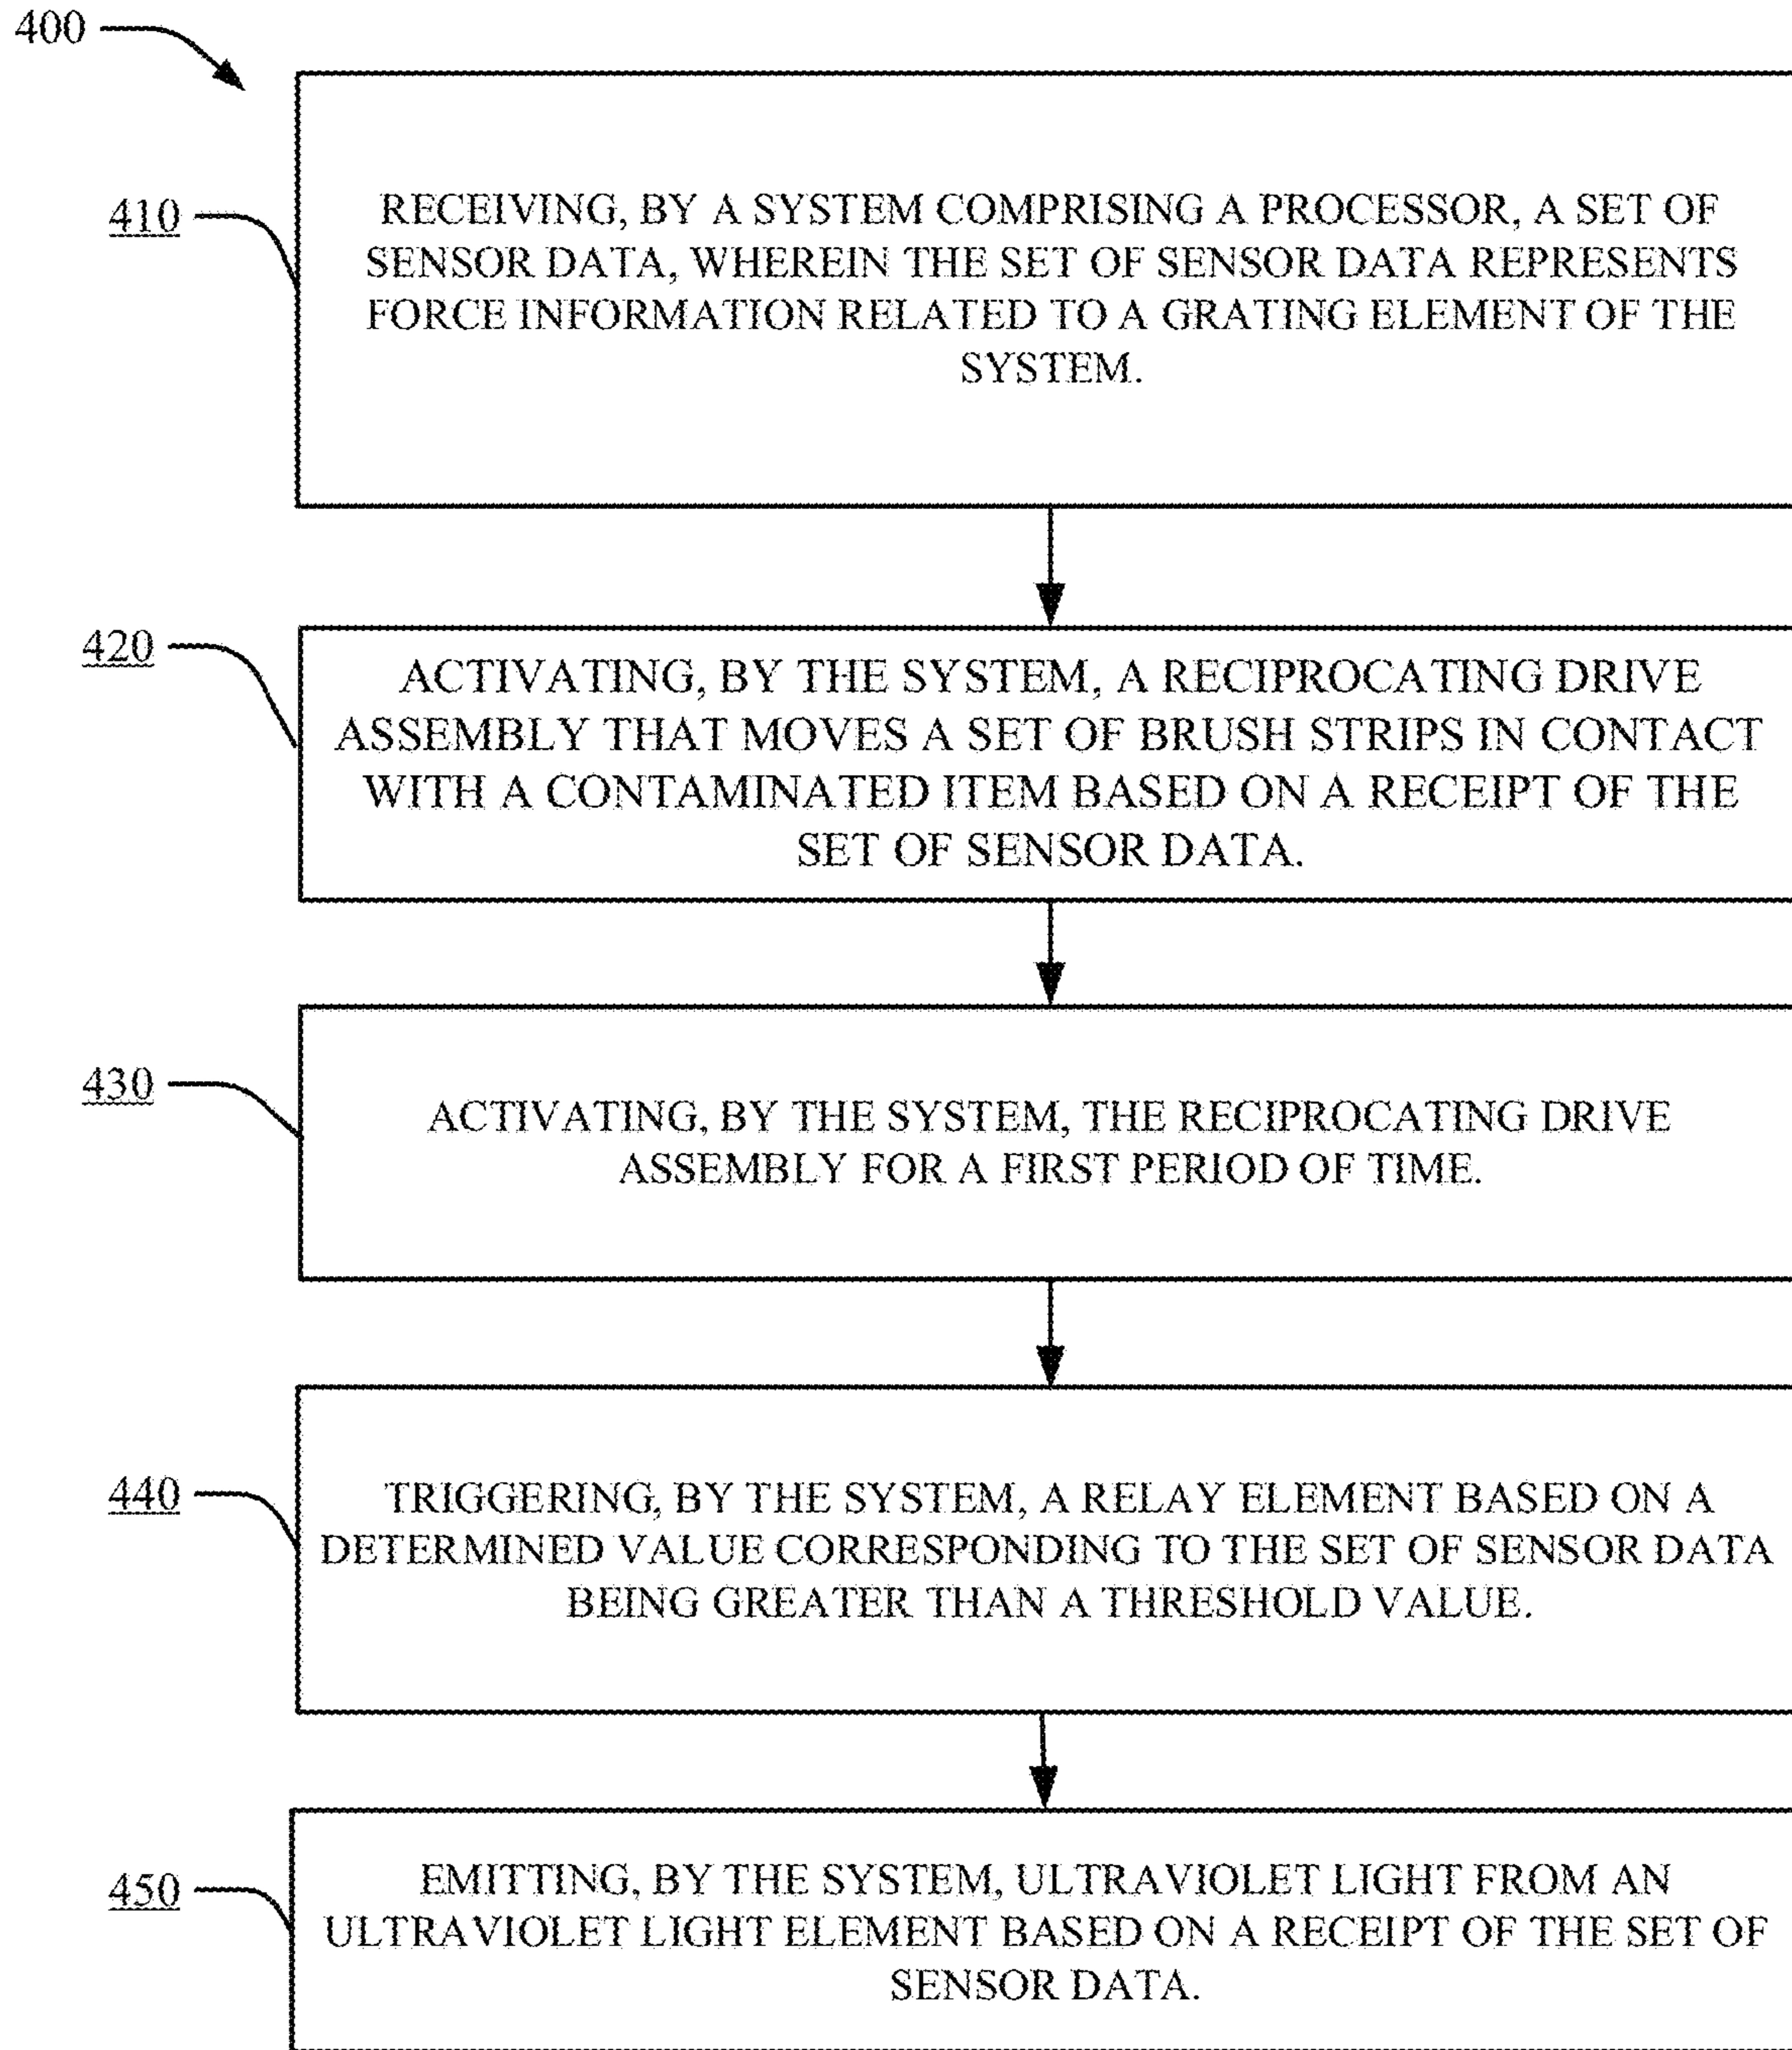 400
410
RECEIVING, BY A SYSTEM COMPRISING A PROCESSOR, A SET OF
SENSOR DATA, WHEREIN THE SET OF SENSOR DATA REPRESENTS
FORCE INFORMATION RELATED TO A GRATING ELEMENT OF THE
SYSTEM.
420
ACTIVATING, BY THE SYSTEM, A RECIPROCATING DRIVE
ASSEMBLY THAT MOVES A SET OF BRUSH STRIPS IN CONTACT
WITH A CONTAMINATED ITEM BASED ON A RECEIPT OF THE
SET OF SENSOR DATA.
430
ACTIVATING, BY THE SYSTEM, THE RECIPROCATING DRIVE
ASSEMBLY FOR A FIRST PERIOD OF TIME.
440
TRIGGERING, BY THE SYSTEM, A RELAY ELEMENT BASED ON A
DETERMINED VALUE CORRESPONDING TO THE SET OF SENSOR DATA
BEING GREATER THAN A THRESHOLD VALUE.
450
EMITTING, BY THE SYSTEM, ULTRAVIOLET LIGHT FROM AN
ULTRAVIOLET LIGHT ELEMENT BASED ON A RECEIPT OF THE SET OF
SENSOR DATA.